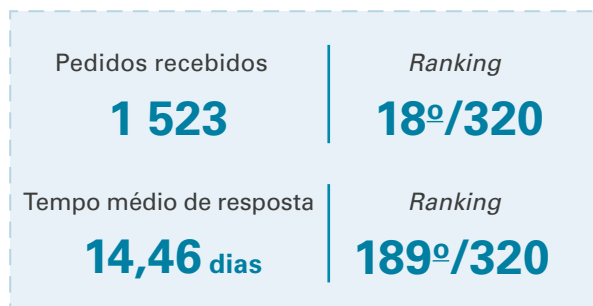 Pedidos recebidos
Ranking
1 523
18º/320
Tempo médio de resposta
Ranking
14,46 dias
189º/320